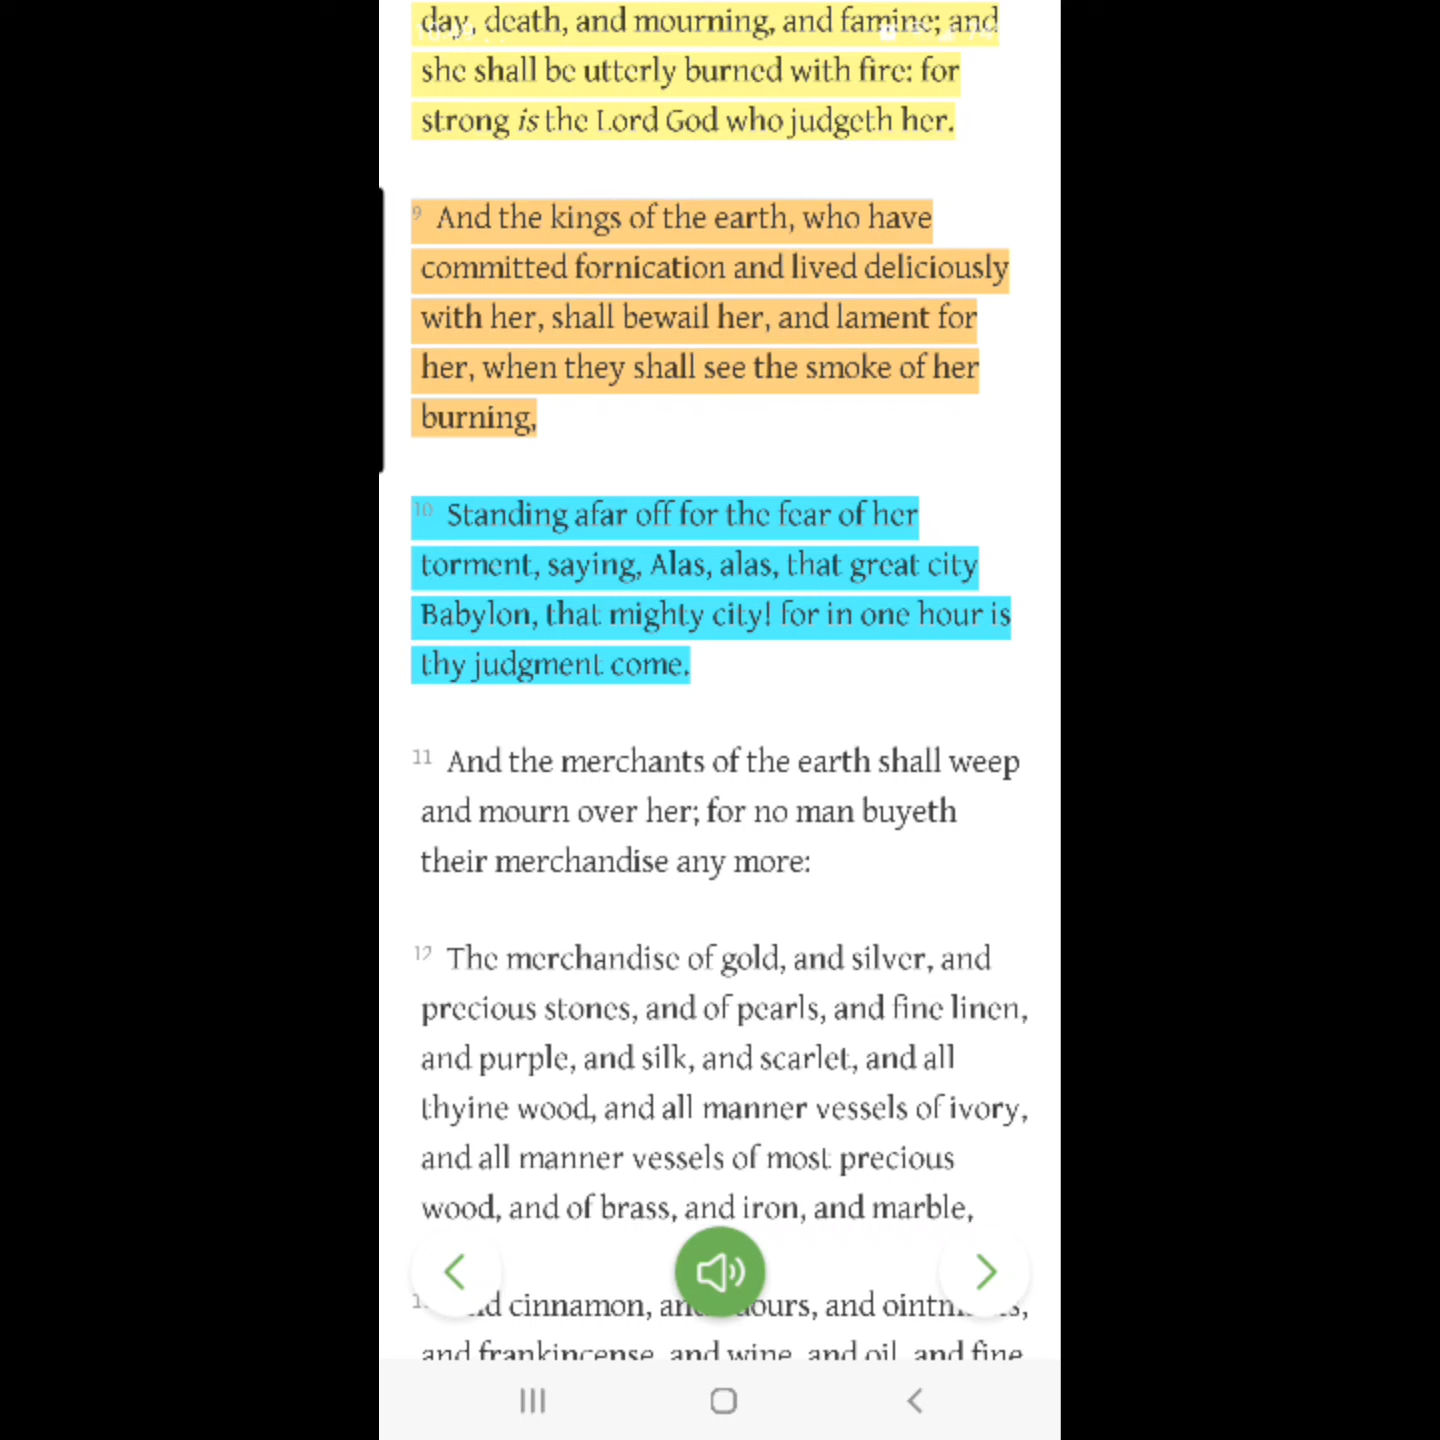 day, death, and mourning, and famine; and
she shall be utterly burned with fire: for
strong is the Lord God who judgeth her.
9 And the kings of the earth, who have
committed fornication and lived deliciously
with her, shall bewail her, and lament for
her, when they shall see the smoke of her
burning,
10 Standing afar off for the fear of her
torment, saying, Alas, alas, that great city
Babylon, that mighty city! for in one hour is
thy judgment come.
11 And the merchants of the earth shall weep
and mourn over her; for no man buyeth
their merchandise any more:
12 The merchandise of gold, and silver, and
precious stones, and of pearls, and fine linen,
and purple, and silk, and scarlet, and all
thyine wood, and all manner vessels of ivory,
and all manner vessels of most precious
wood, and of brass, and iron, and marble,
cinnamon, and
and frankincense, and wine, and oil, and fine